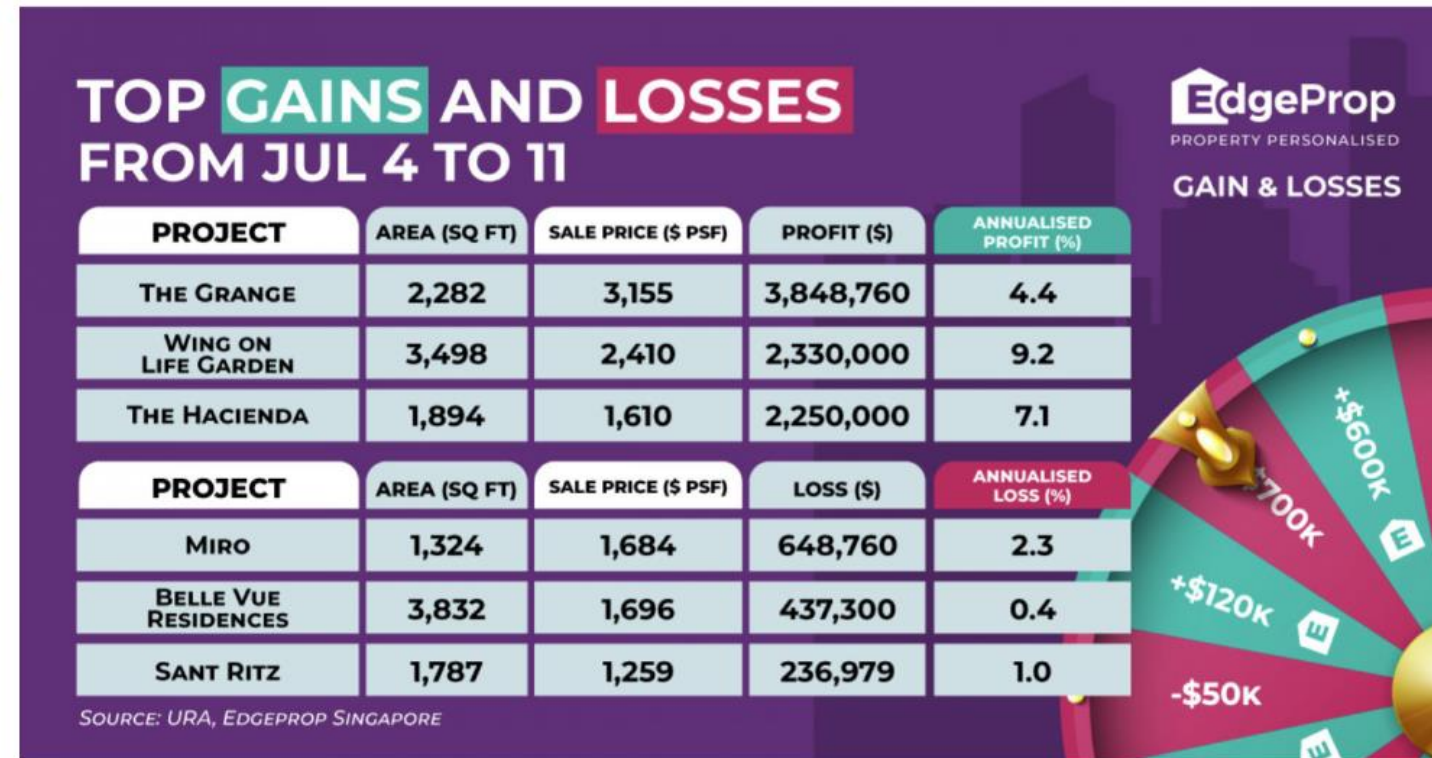 TOP GAINS AND LOSSES
FROM JUL 4 TO 11
EdgeProp
PROPERTY PERSONALISED
GAIN & LOSSES
PROJECT AREA (SQ FT) SALE PRICE ($ PSF) PROFIT ($) ANNUALISED PROFIT (%)
THE GRANGE 2,282 3,155 3,848,760 4.4
WING ON LIFE GARDEN 3,498 2,410 2,330,000 9.2
THE HACIENDA 1,894 1,610 2,250,000 7.1
PROJECT AREA (SQ FT) SALE PRICE ($ PSF) LOSS ($) ANNUALISED LOSS (%)
MIRO 1,324 1,684 648,760 2.3
BELLE VUE RESIDENCES 3,832 1,696 437,300 0.4
SANT RITZ 1,787 1,259 236,979 1.0
SOURCE: URA, EDGEPROP SINGAPORE
+$600K
E
+$120K
E
-$50K
E